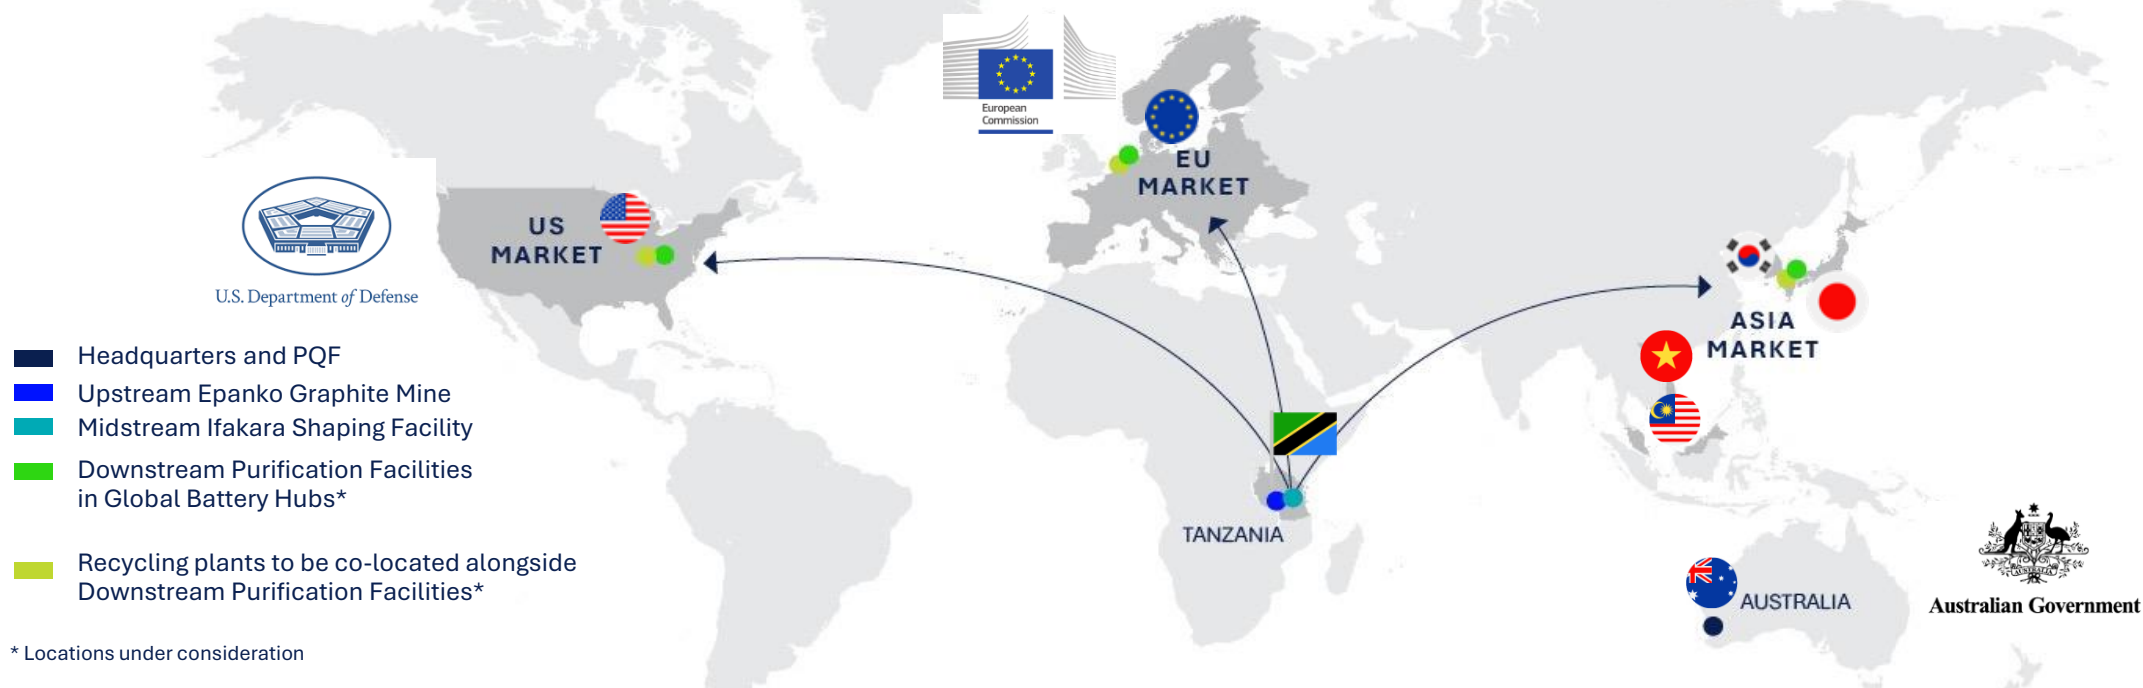 European
Commission
EU
MARKET
US
MARKET
U.S. Department of Defense
ASIA
MARKET
Headquarters and PQF
Upstream Epanko Graphite Mine
Midstream Ifakara Shaping Facility
Downstream Purification Facilities
in Global Battery Hubs*
Recycling plants to be co-located alongside
Downstream Purification Facilities*
* Locations under consideration
TANZANIA
AUSTRALIA
AUSTRALIA
Australian Government